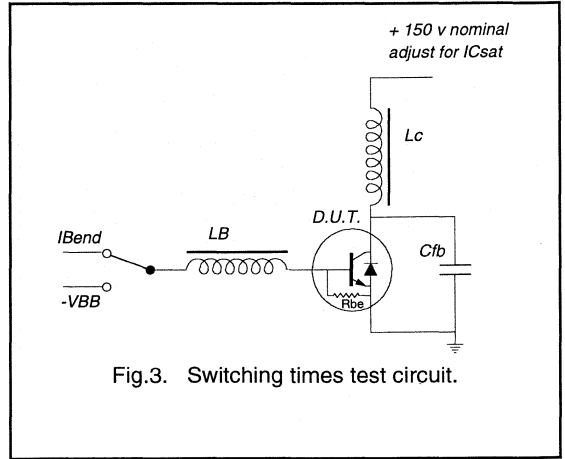 + 150 v nominal
adjust for ICsat
Lc
D.U.T.
LB
IBend
Cfb
-VBB
Rbe
Fig.3. Switching times test circuit.